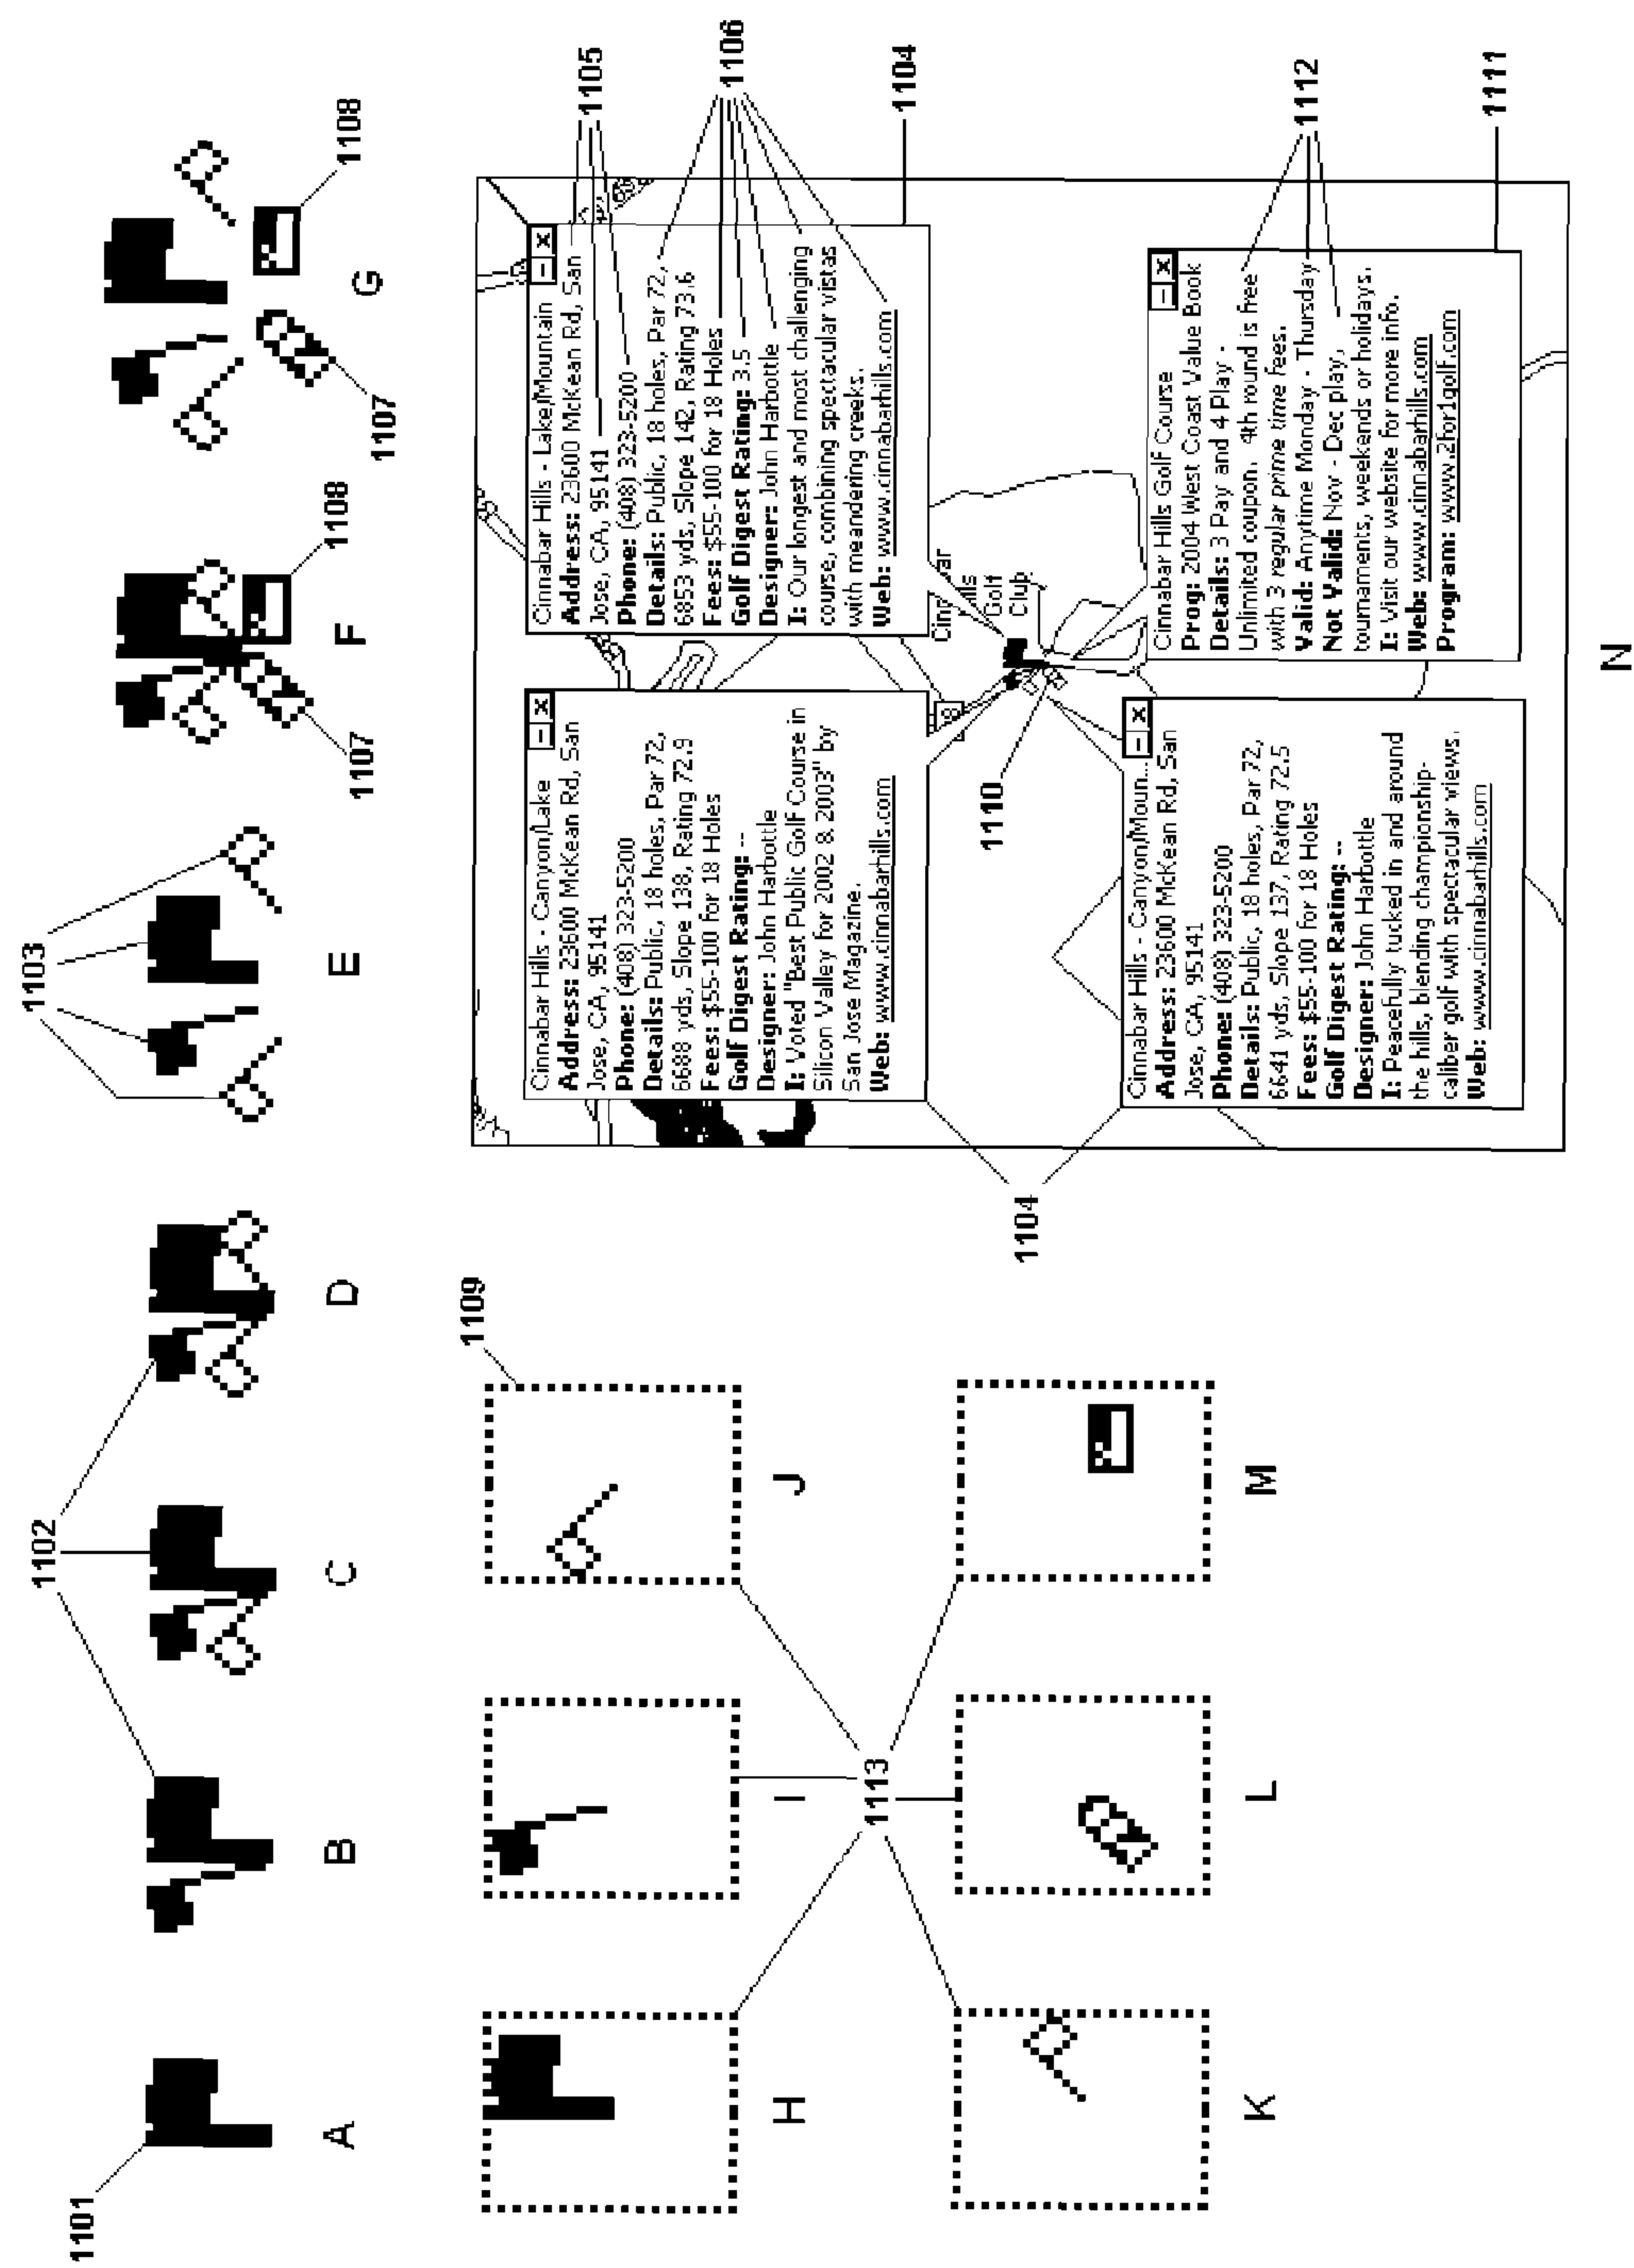 1101
A
B
1102
C
D
1103
E
1107
F
1108
1107
G
1108
H
I
J
1109
1113
K
L
M
1104
Cinnabar Hills - Canyon/Lake
Address: 23600 McKean Rd, San
Jose, CA, 95141
Phone: (408) 323-5200
Details: Public, 18 holes, Par 72,
6688 yds, Slope 138, Rating 72.9
Fees: $55-100 for 18 Holes
Golf Digest Rating: --
Designer: John Harbottle
I: Voted "Best Public Golf Course in
Silicon Valley for 2002 & 2003" by
San Jose Magazine.
Web: www.cinnabarhills.com
Cinnabar Hills - Lake/Mountain
Address: 23600 McKean Rd, San
Jose, CA, 95141
Phone: (408) 323-5200
Details: Public, 18 holes, Par 72,
6853 yds, Slope 142, Rating 73.6
Fees: $55-100 for 18 Holes
Golf Digest Rating: 3.5
Designer: John Harbottle
I: Our longest and most challenging
course, combining spectacular vistas
with meandering creeks.
Web: www.cinnabarhills.com
1105
1106
1104
Golf
Club
1110
Cinnabar Hills - Canyon/Moun...
Address: 23600 McKean Rd, San
Jose, CA, 95141
Phone: (408) 323-5200
Details: Public, 18 holes, Par 72,
6641 yds, Slope 137, Rating 72.5
Fees: $55-100 for 18 Holes
Golf Digest Rating: --
Designer: John Harbottle
I: Peacefully tucked in and around
the hills, blending championship-
caliber golf with spectacular views.
Web: www.cinnabarhills.com
Cinnabar Hills Golf Course
Prog: 2004 West Coast Value Book
Details: 3 Pay and 4 Play -
Unlimited coupon. 4th round is free
with 3 regular prime time fees.
Valid: Anytime Monday - Thursday
Not Valid: Nov - Dec play,
tournaments, weekends or holidays.
I: Visit our website for more info.
Web: www.cinnabarhills.com
Program: www.2for1golf.com
1112
1111
N